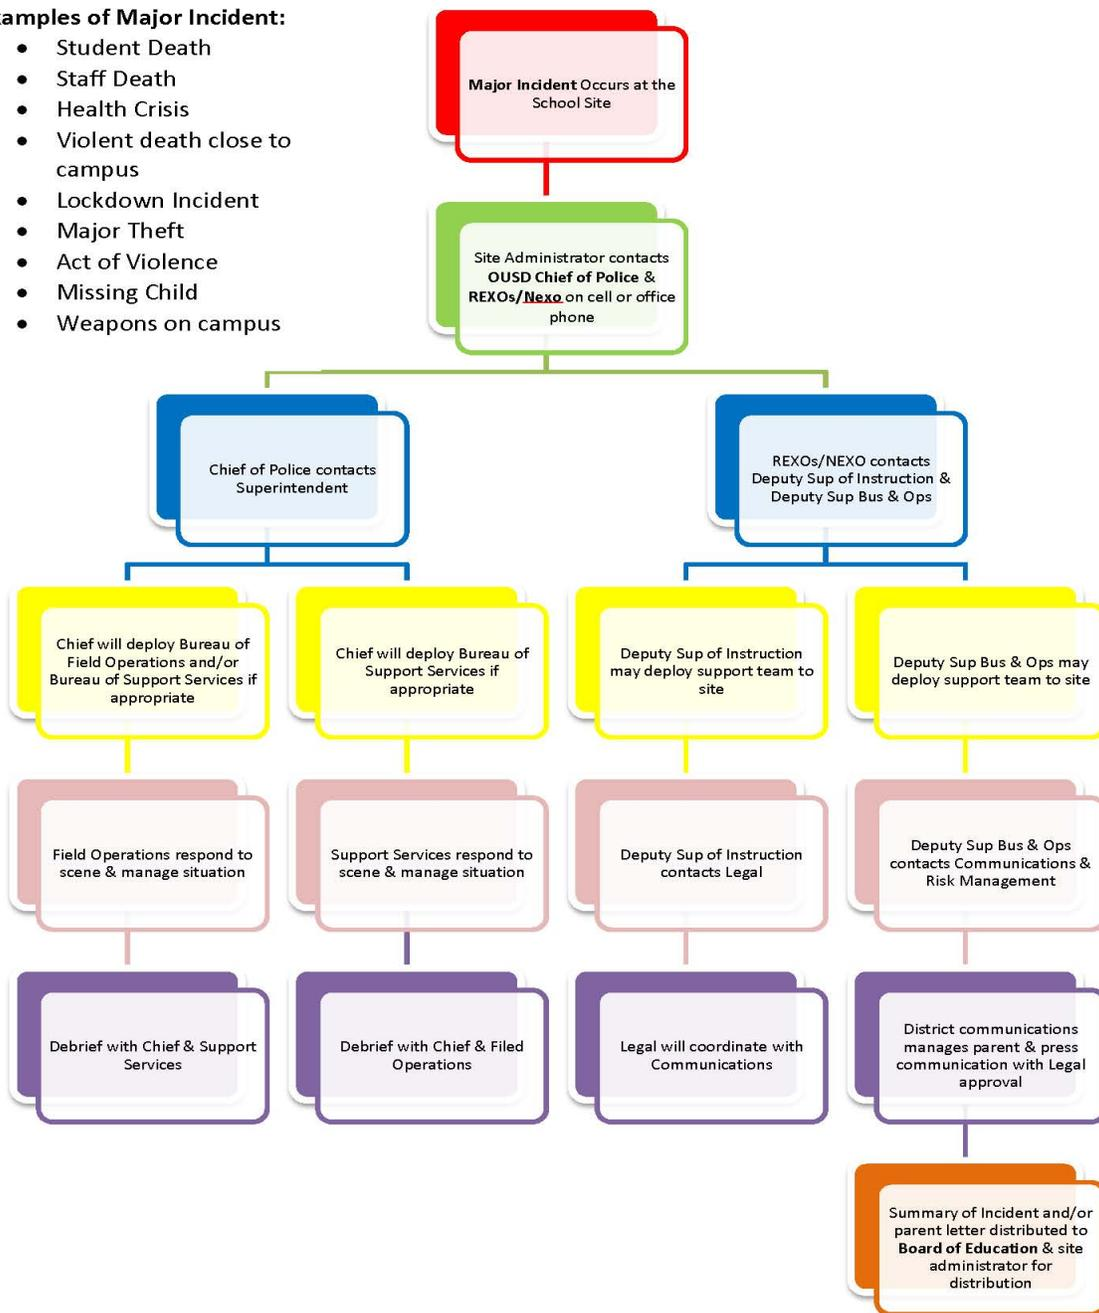 xamples of Major Incident:
• Student Death
• Staff Death
• Health Crisis
• Violent death close to
campus
• Lockdown Incident
• Major Theft
• Act of Violence
• Missing Child
• Weapons on campus
Major Incident Occurs at the
School Site
Site Administrator contacts
OUSD Chief of Police &
REXOs/Nexo on cell or office
phone
Chief of Police contacts
Superintendent
REXOs/NEXO contacts
Deputy Sup of Instruction &
Deputy Sup Bus & Ops
Chief will deploy Bureau of
Field Operations and/or
Bureau of Support Services if
appropriate
Chief will deploy Bureau of
Support Services if
appropriate
Deputy Sup of Instruction
may deploy support team to
site
Deputy Sup Bus & Ops may
deploy support team to site
Field Operations respond to
scene & manage situation
Support Services respond to
scene & manage situation
Deputy Sup of Instruction
contacts Legal
Deputy Sup Bus & Ops
contacts Communications &
Risk Management
Debrief with Chief & Support
Services
Debrief with Chief & Filed
Operations
Legal will coordinate with
Communications
District communications
manages parent & press
communication with Legal
approval
Summary of Incident and/or
parent letter distributed to
Board of Education & site
administrator for
distribution